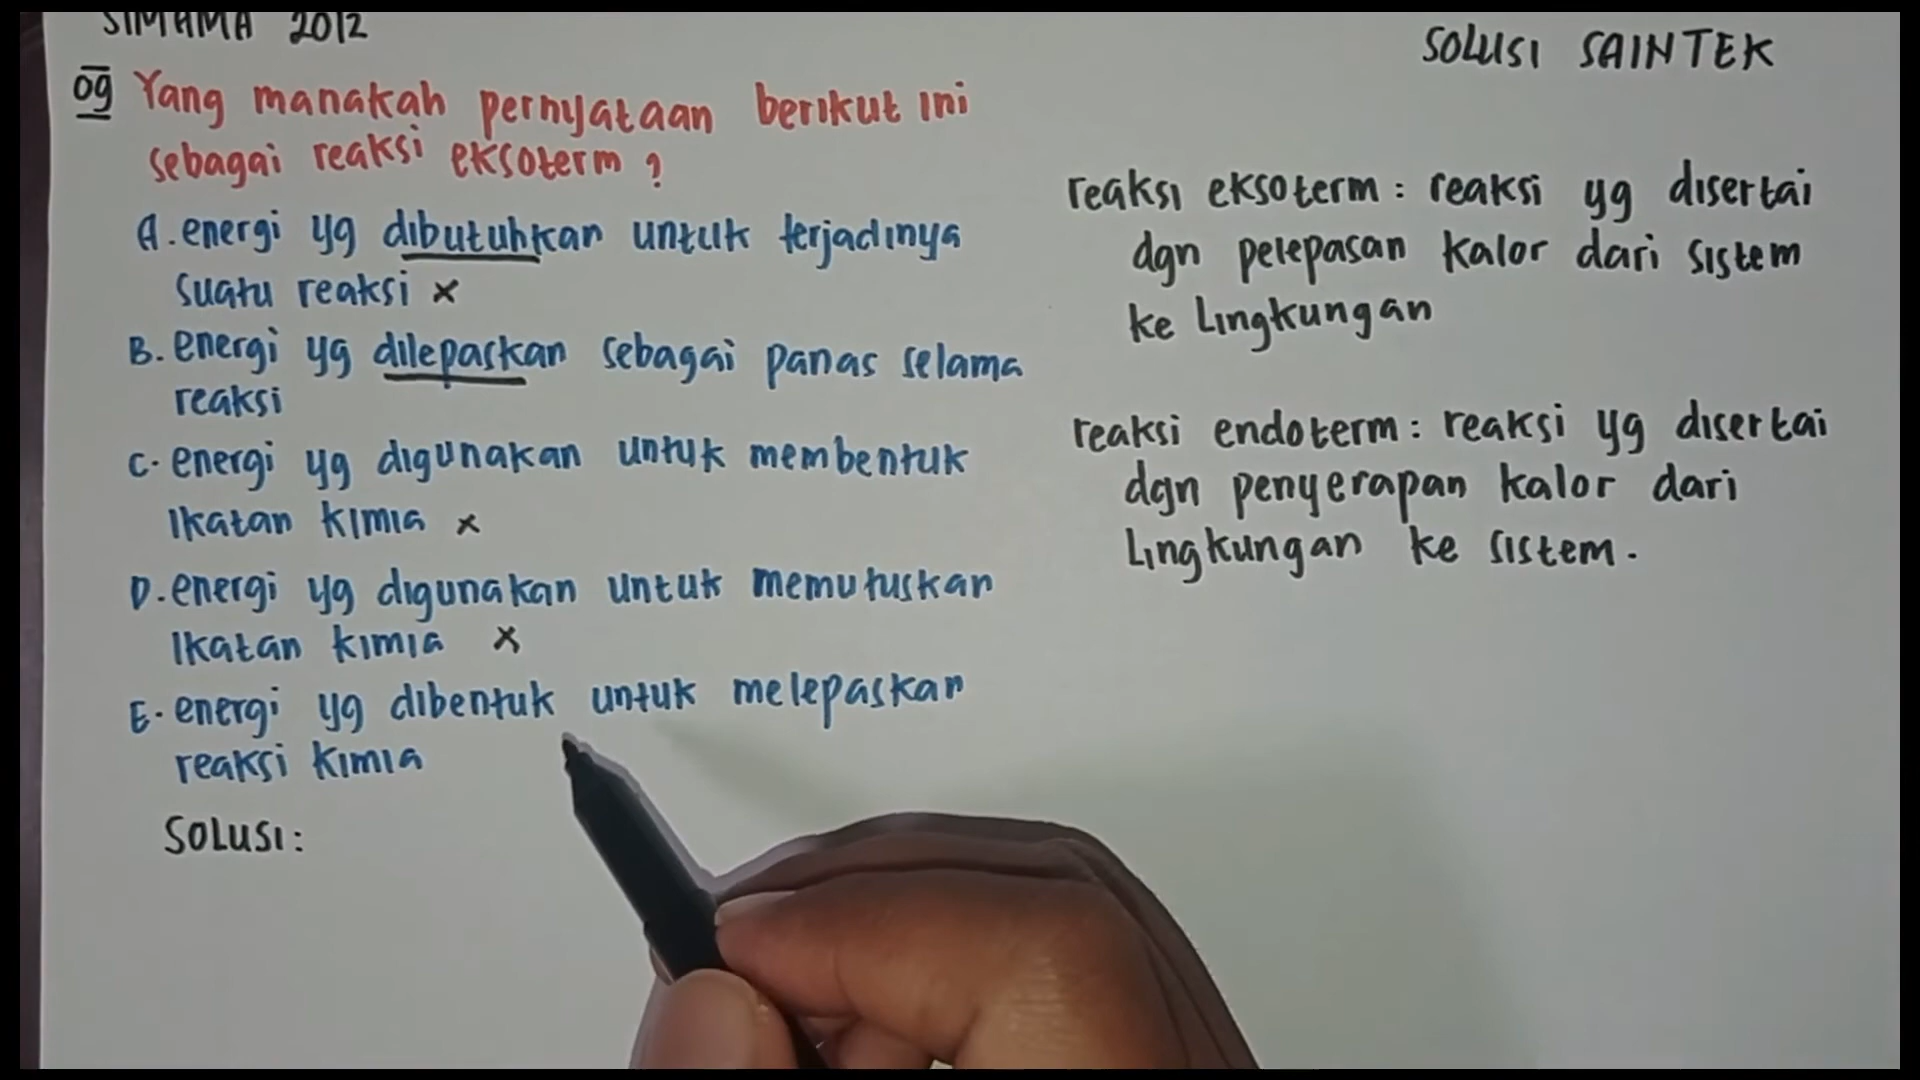 SIMAMA 2012
SOLUSI SAINTEK
09 Yang manakah pernyataan berikut ini
sebagai reaksi eksoterm ?
A. energi yg dibutuhkan untuk terjadinya
suatu reaksi x
B. energi yg dilepaskan sebagai panas selama
reaksi
C. energi yg digunakan untuk membentuk
Ikatan kimia x
D. energi yg digunakan untuk memutuskan
Ikatan kimia x
E. energi yg dibentuk untuk melepaskan
reaksi kimia
SOLUSI:
reaksi eksoterm: reaksi yg disertai
dgn pelepasan kalor dari sistem
ke Lingkungan
reaksi endoterm: reaksi yg disertai
dgn penyerapan kalor dari
Lingkungan ke sistem.